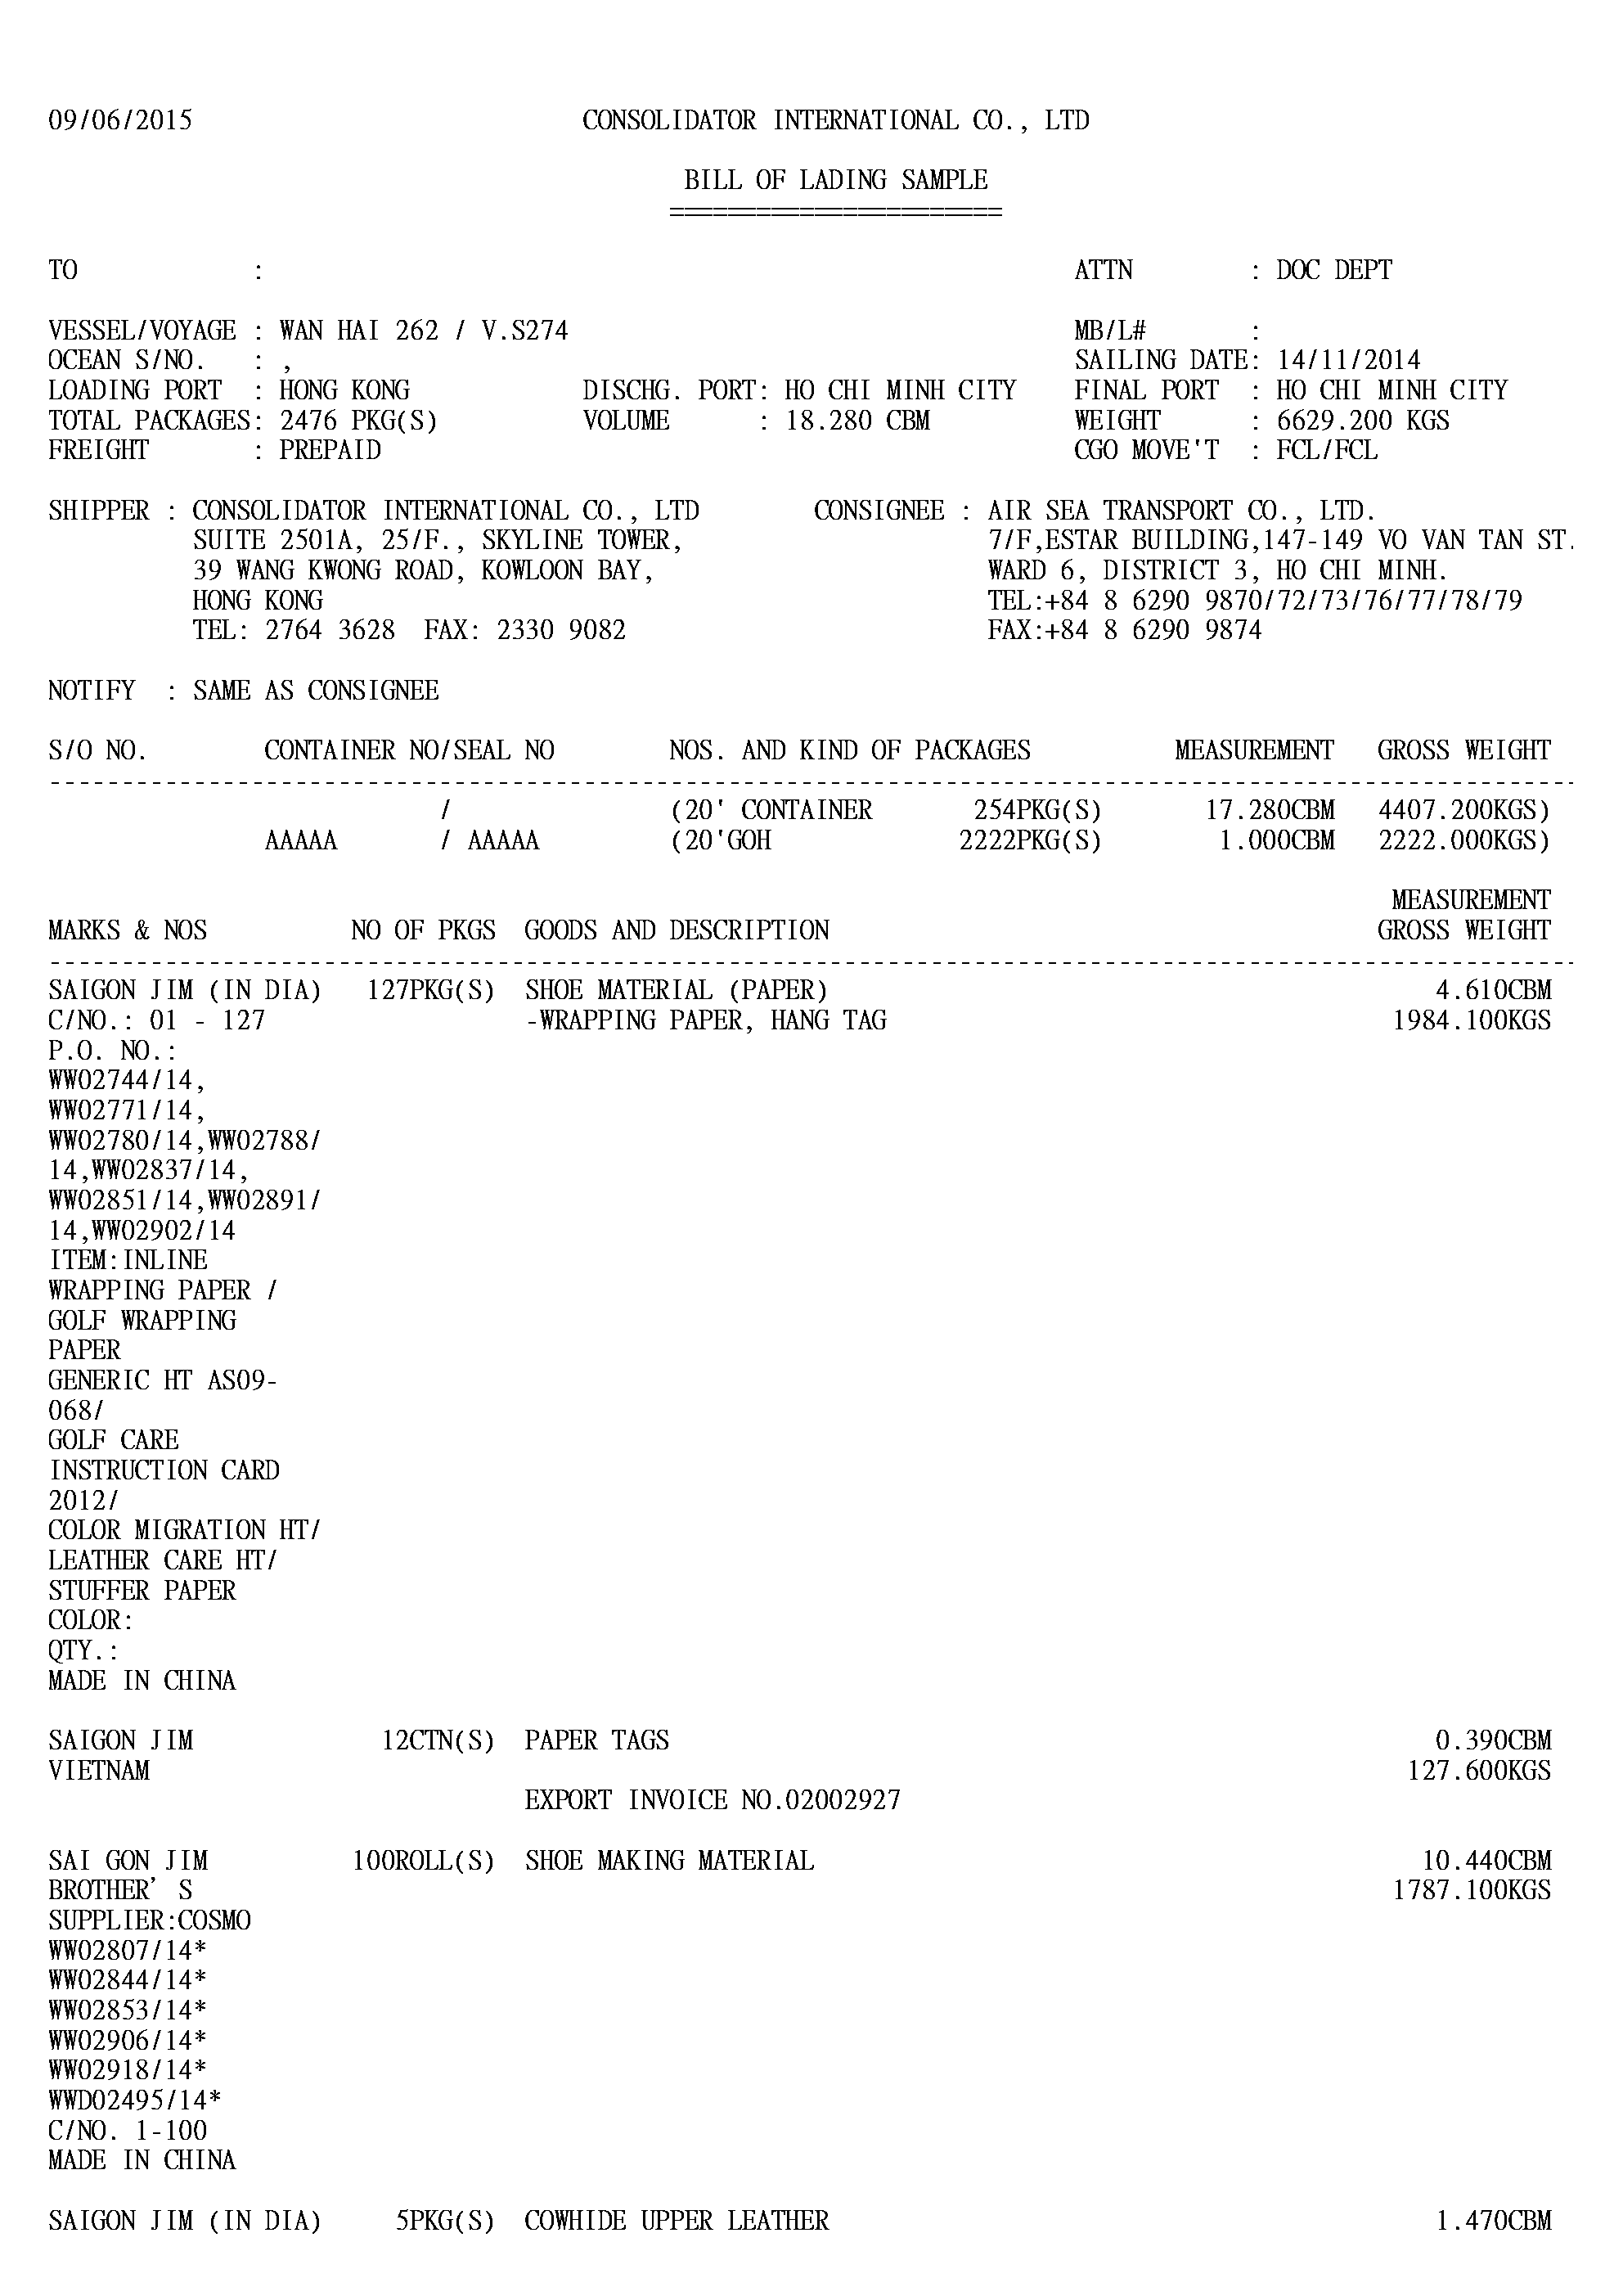 09/06/2015 CONSOLIDATOR INTERNATIONAL CO., LTD
BILL OF LADING SAMPLE
=======================
TO : ATTN : DOC DEPT
VESSEL/VOYAGE : WAN HAI 262 / V.S274 MB/L# :
OCEAN S/NO. : , SAILING DATE: 14/11/2014
LOADING PORT : HONG KONG DISCHG. PORT: HO CHI MINH CITY FINAL PORT : HO CHI MINH CITY
TOTAL PACKAGES: 2476 PKG(S) VOLUME : 18.280 CBM WEIGHT : 6629.200 KGS
FREIGHT : PREPAID CGO MOVE'T : FCL/FCL
SHIPPER : CONSOLIDATOR INTERNATIONAL CO., LTD CONSIGNEE : AIR SEA TRANSPORT CO., LTD.
SUITE 2501A, 25/F., SKYLINE TOWER, 7/F,ESTAR BUILDING,147-149 VO VAN TAN ST.
39 WANG KWONG ROAD, KOWLOON BAY, WARD 6, DISTRICT 3, HO CHI MINH.
HONG KONG TEL:+84 8 6290 9870/72/73/76/77/78/79
TEL: 2764 3628 FAX: 2330 9082 FAX:+84 8 6290 9874
NOTIFY : SAME AS CONSIGNEE
S/O NO. CONTAINER NO/SEAL NO NOS. AND KIND OF PACKAGES MEASUREMENT GROSS WEIGHT
/ (20' CONTAINER 254PKG(S) 17.280CBM 4407.200KGS)
AAAAA / AAAAA (20'GOH 2222PKG(S) 1.000CBM 2222.000KGS)
MEASUREMENT
MARKS & NOS NO OF PKGS GOODS AND DESCRIPTION GROSS WEIGHT
SAIGON JIM (IN DIA) 127PKG(S) SHOE MATERIAL (PAPER) 4.610CBM
C/NO.: 01 - 127 -WRAPPING PAPER, HANG TAG 1984.100KGS
P.O. NO.:
WW02744/14,
WW02771/14,
WW02780/14,WW02788/
14,WW02837/14,
WW02851/14,WW02891/
14,WW02902/14
ITEM:INLINE
WRAPPING PAPER /
GOLF WRAPPING
PAPER
GENERIC HT AS09-
068/
GOLF CARE
INSTRUCTION CARD
2012/
COLOR MIGRATION HT/
LEATHER CARE HT/
STUFFER PAPER
COLOR:
QTY.:
MADE IN CHINA
SAIGON JIM 12CTN(S) PAPER TAGS 0.390CBM
VIETNAM 127.600KGS
EXPORT INVOICE NO.02002927
SAI GON JIM 100ROLL(S) SHOE MAKING MATERIAL 10.440CBM
BROTHER’S 1787.100KGS
SUPPLIER:COSMO
WW02807/14*
WW02844/14*
WW02853/14*
WW02906/14*
WW02918/14*
WWD02495/14*
C/NO. 1-100
MADE IN CHINA
SAIGON JIM (IN DIA) 5PKG(S) COWHIDE UPPER LEATHER 1.470CBM